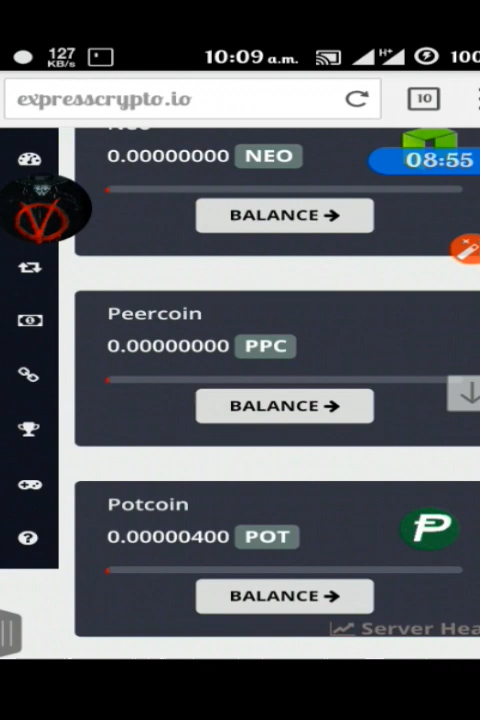 127 KB/s 10:09 a.m. H+ 100
expresscrypto.io 10
0.00000000 NEO
08:55
BALANCE →
Peercoin
0.00000000 PPC
BALANCE →
Potcoin
0.00000400 POT
BALANCE →
Server Hea